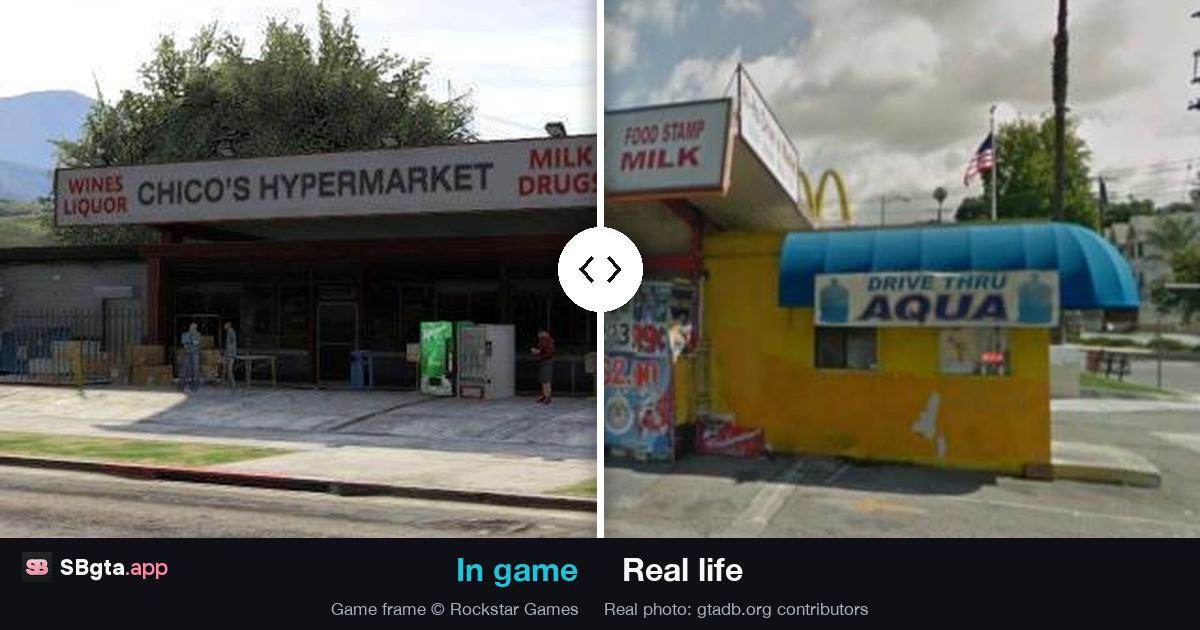 WINES
LIQUOR
CHICO'S HYPERMARKET
MILK
DRUGS
FOOD STAMP
MILK
DRIVE THRU
AQUA
SBgta.app
In game
Real life
Game frame © Rockstar Games
Real photo: gtadb.org contributors